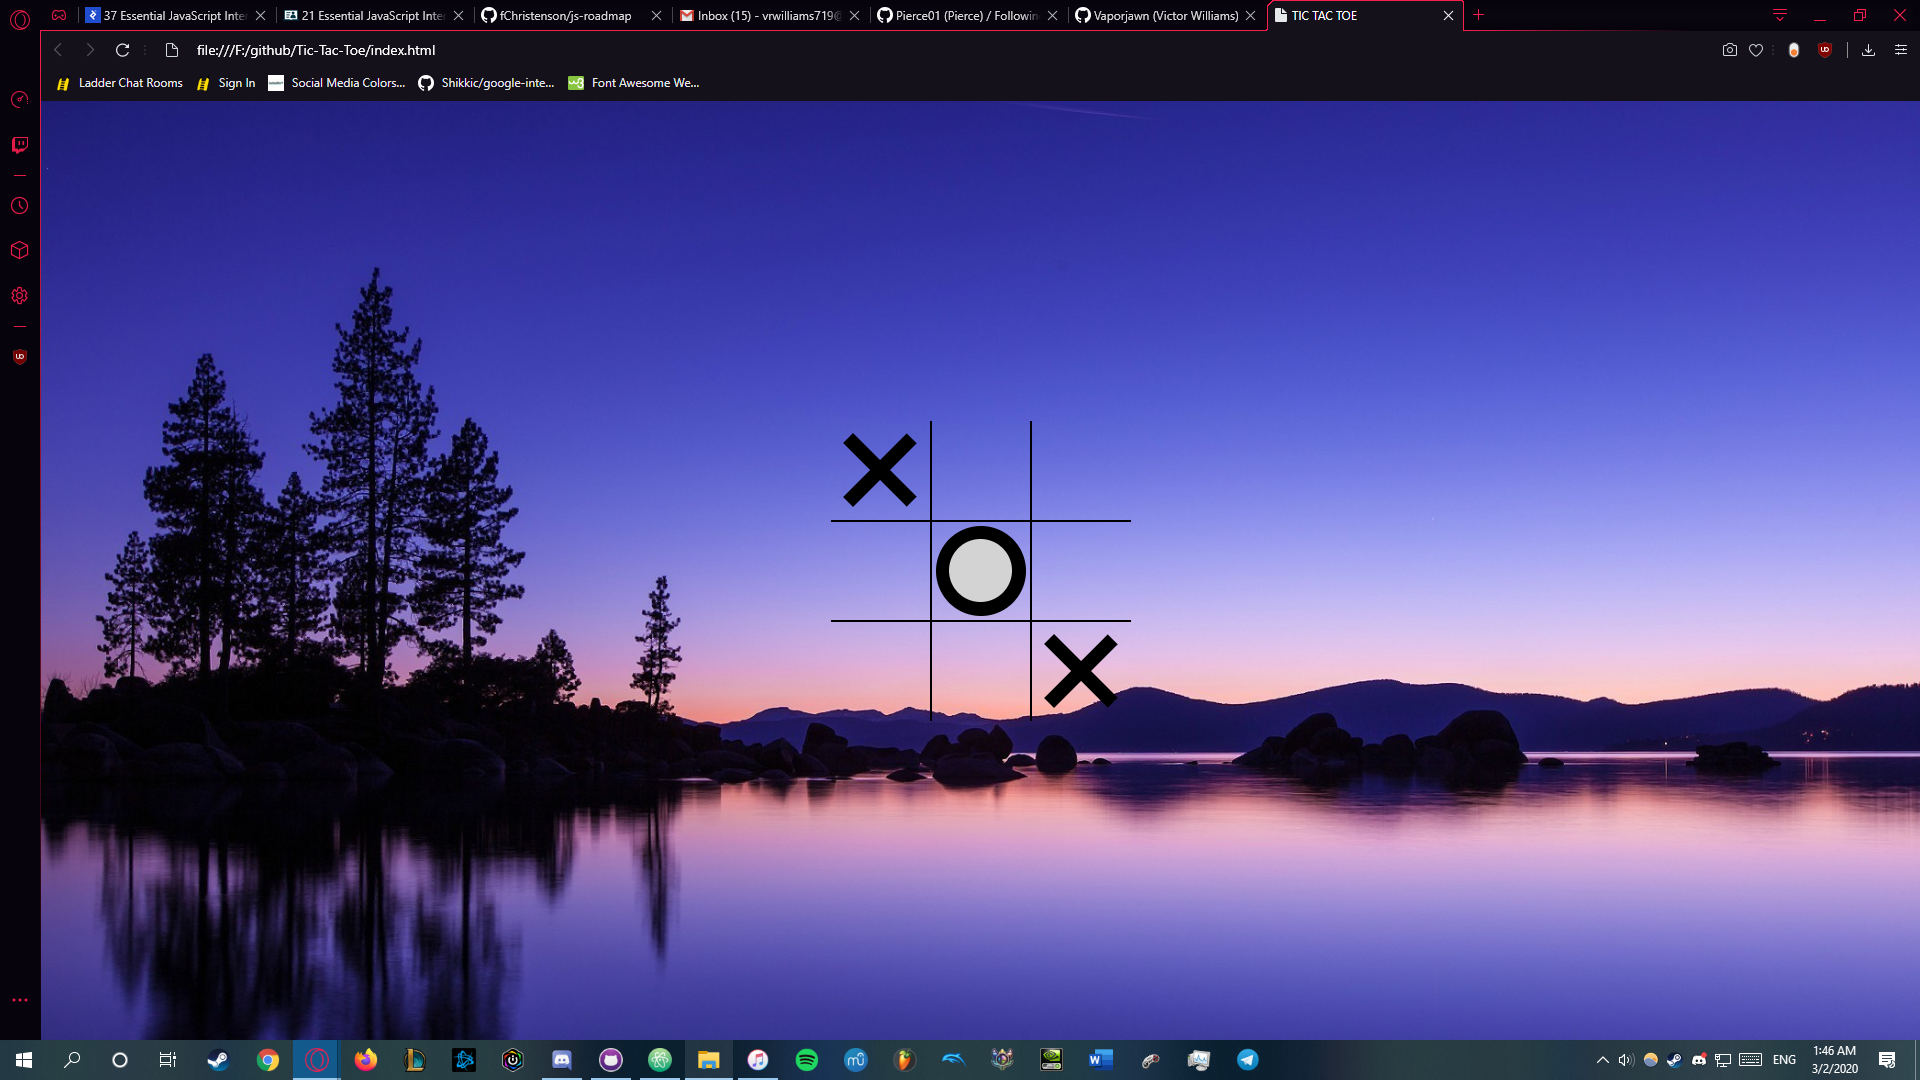 37 Essential JavaScript Inter
21 Essential JavaScript Inte
fChristenson/js-roadmap
Inbox (15) - vrwilliams719@
Pierce01 (Pierce) / Followin
Vaporjawn (Victor Williams)
TIC TAC TOE
file:///F:/github/Tic-Tac-Toe/index.html
Ladder Chat Rooms
Sign In
Social Media Colors...
Shikkic/google-inte...
Font Awesome We...
ENG
1:46 AM
3/2/2020